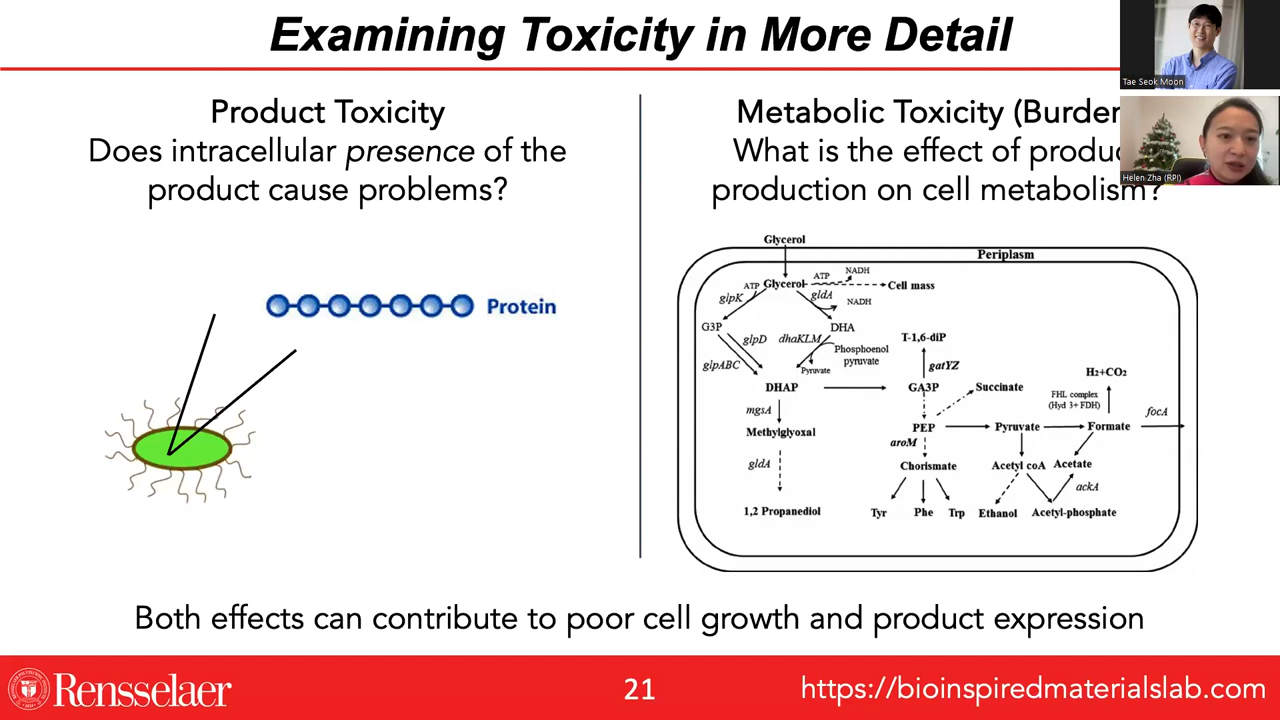 Examining Toxicity in More Detail
Tae Seok Moon
Helen Zha (RPI)
Product Toxicity
Does intracellular presence of the
product cause problems?
Protein
Metabolic Toxicity (Burden
What is the effect of produc
production on cell metabolism?
Glycerol
Periplasm
ATP Glycerol ATP NADH
Cell mass
glpK gldA NADH
G3P DHA T-1,6-diP
glpD dhaKLM Phosphoenol
pyruvate
gatYZ
glpABC Pyruvate
H2+CO2
DHAP GA3P Succinate
FHL complex
(Hyd 3+ FDH)
mgsA focA
Methylglyoxal PEP Pyruvate Formate
aroM
gldA Chorismate Acetyl coA Acetate
ackA
1,2 Propanediol Tyr Phe Trp Ethanol Acetyl-phosphate
Both effects can contribute to poor cell growth and product expression
Rensselaer
21
https://bioinspiredmaterialslab.com